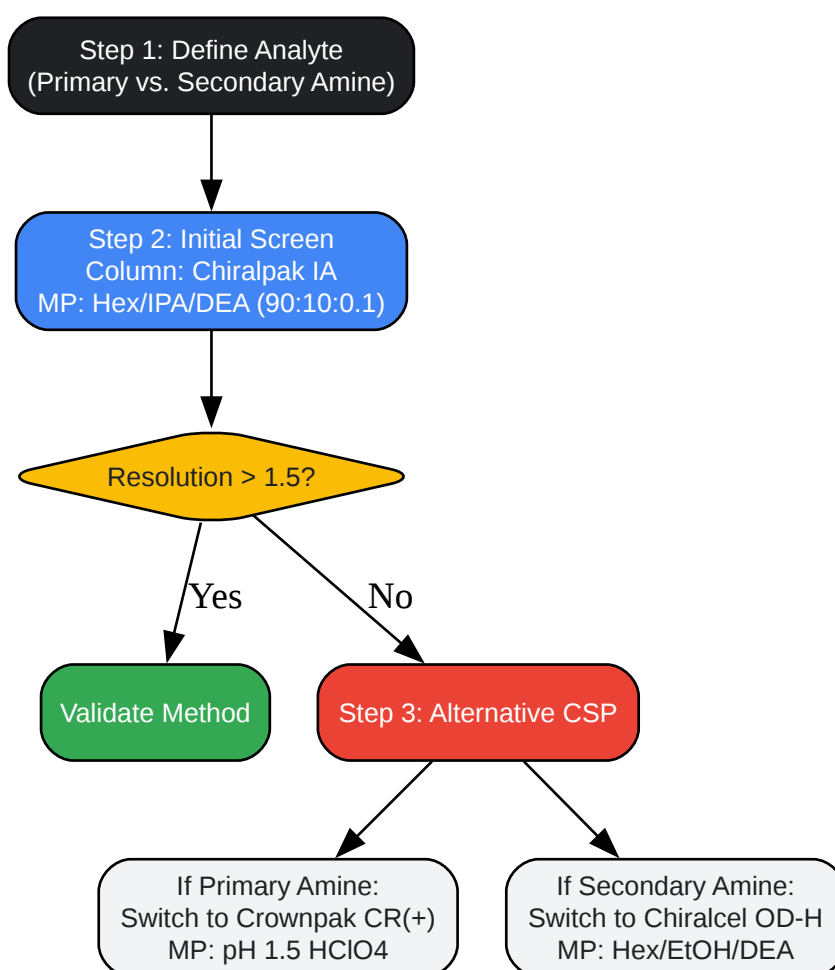 Step 1: Define Analyte
(Primary vs. Secondary Amine)
Step 2: Initial Screen
Column: Chiralpak IA
MP: Hex/IPA/DEA (90:10:0.1)
Resolution > 1.5?
Yes
No
Validate Method
Step 3: Alternative CSP
If Primary Amine:
Switch to Crownpak CR(+)
MP: pH 1.5 HClO4
If Secondary Amine:
Switch to Chiralcel OD-H
MP: Hex/EtOH/DEA